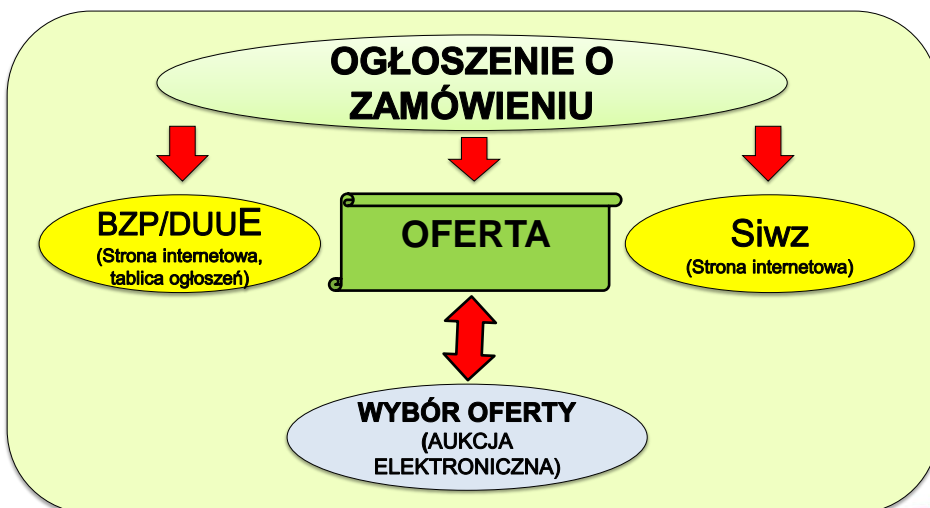 OGŁOSZENIE O
ZAMÓWIENIU
BZP/DUUE
(Strona internetowa,
tablica ogłoszeń)
OFERTA
Siwz
(Strona internetowa)
WYBÓR OFERTY
(AUKCJA
ELEKTRONICZNA)